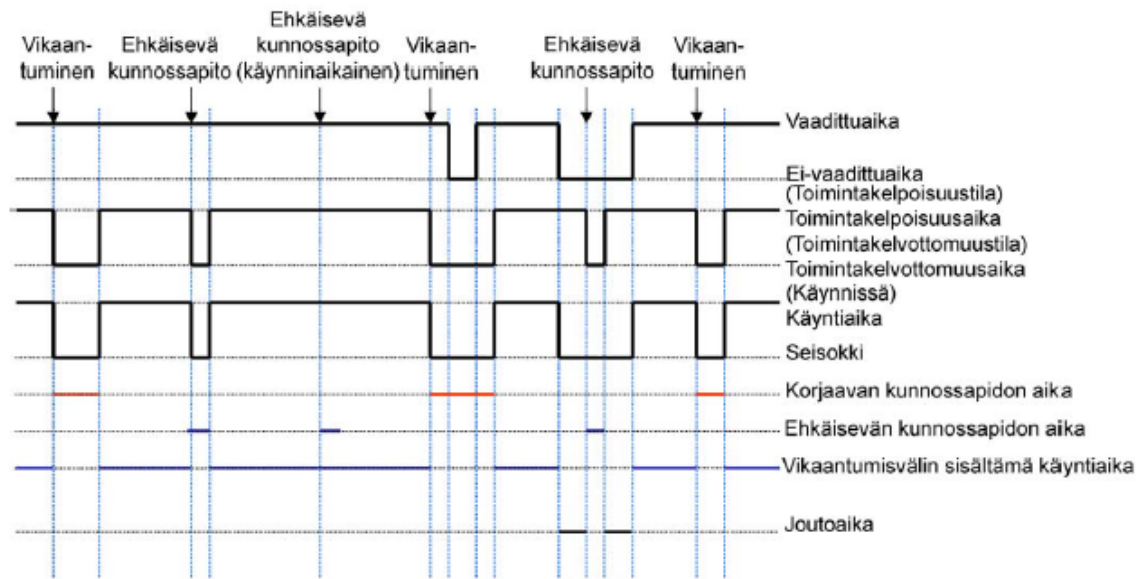 Vikaan-
tuminen
Ehkäisevä
kunnossapito
Ehkäisevä
kunnossapito
(käynninaikainen)
Vikaan-
tuminen
Ehkäisevä
kunnossapito
Vikaan-
tuminen
Vaadittuaika
Ei-vaadittuaika
(Toimintakelpoisuustila)
Toimintakelpoisuusaika
(Toimintakelvottomuustila)
Toimintakelvottomuusaika
(Käynnissä)
Käyntiaika
Seisokki
Korjaavan kunnossapidon aika
Ehkäisevän kunnossapidon aika
Vikaantumisvälin sisältämä käyntiaika
Joutoaika